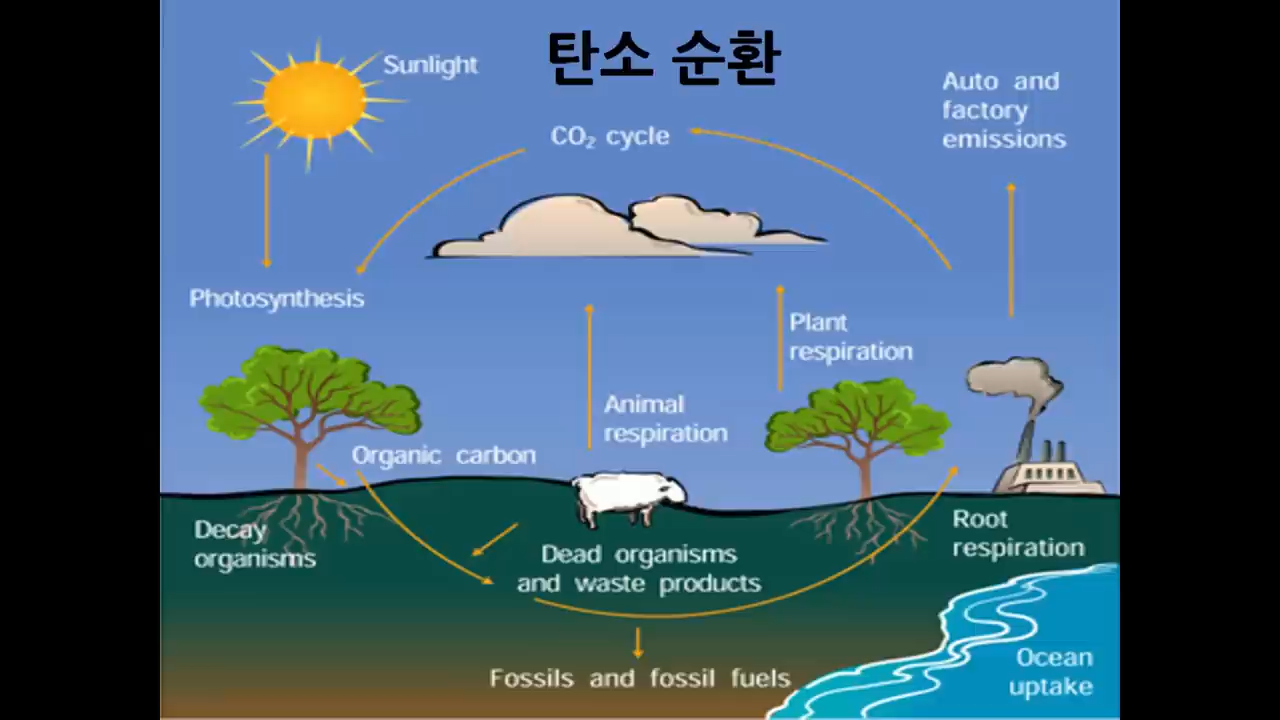 탄소 순환
Sunlight
Auto and
factory
emissions
CO₂ cycle
Photosynthesis
Plant
respiration
Animal
respiration
Organic carbon
Decay
organisms
Dead organisms
and waste products
Root
respiration
Fossils and fossil fuels
Ocean
uptake